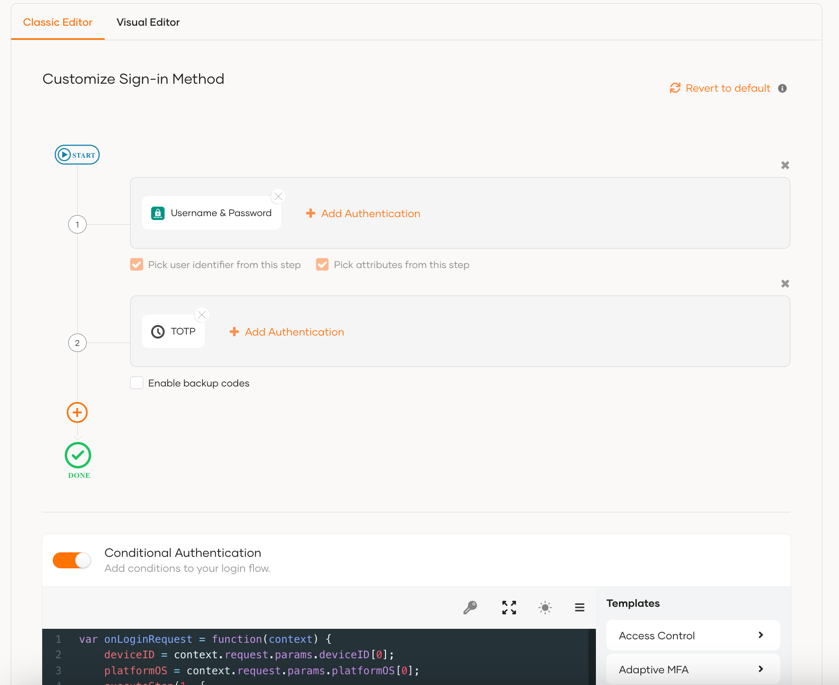 Classic Editor Visual Editor
Customize Sign-in Method
Revert to default
START
1
Username & Password Add Authentication
Pick user identifier from this step Pick attributes from this step
2
TOTP Add Authentication
Enable backup codes
DONE
Conditional Authentication
Add conditions to your login flow.
Templates
Access Control
Adaptive MFA
1 var onLoginRequest = function(context) {
2 deviceID = context.request.params.deviceID[0];
3 platformOS = context.request.params.platformOS[0];